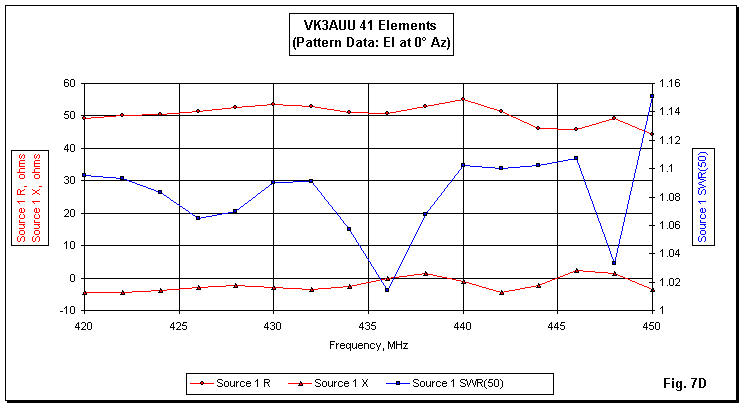 VK3AUU 41 Elements
(Pattern Data: El at 0° Az)
60
50
40
30
20
10
0
-10
1.16
1.14
1.12
1.1
1.08
1.06
1.04
1.02
1
Source 1 R, ohms
Source 1 X, ohms
Source 1 SWR(50)
420
425
430
435
440
445
450
Frequency, MHz
Source 1 R
Source 1 X
Source 1 SWR(50)
Fig. 7D